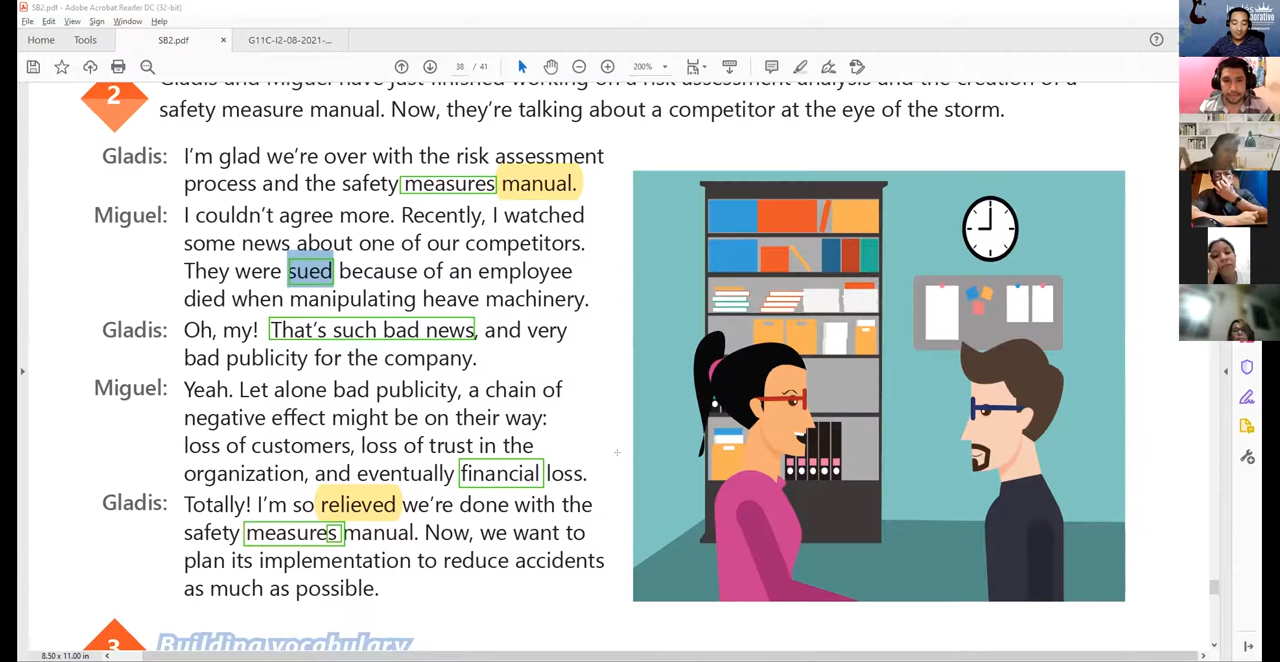 SB2.pdf - Adobe Acrobat Reader DC (32-bit)
File Edit View Sign Window Help
Home Tools SB2.pdf × G11C-I2-08-2021-...
38 / 41 200%
2
safety measure manual. Now, they're talking about a competitor at the eye of the storm.
Gladis: I'm glad we're over with the risk assessment
process and the safety measures manual.
Miguel: I couldn't agree more. Recently, I watched
some news about one of our competitors.
They were sued because of an employee
died when manipulating heave machinery.
Gladis: Oh, my! That's such bad news, and very
bad publicity for the company.
Miguel: Yeah. Let alone bad publicity, a chain of
negative effect might be on their way:
loss of customers, loss of trust in the
organization, and eventually financial loss.
Gladis: Totally! I'm so relieved we're done with the
safety measures manual. Now, we want to
plan its implementation to reduce accidents
as much as possible.
3 Building vocabulary
8.50 x 11.00 in